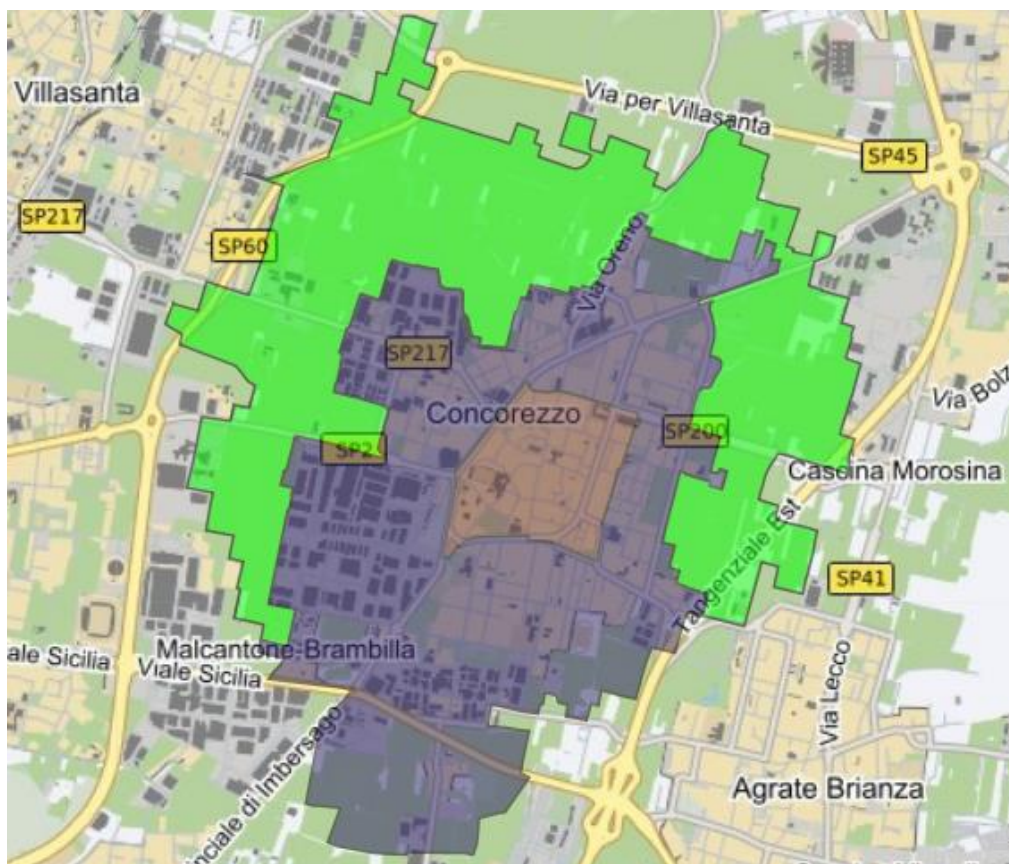 Villasanta
Via per Villasanta
SP45
SP217
SP60
Via Oreno
SP217
Via Bolz
Concorezzo
SP2
SP200
Cascina Morosina
Tangenziale Est
SP41
Malcantone-Brambilla
ale Sicilia
Viale Sicilia
Via Lecco
inciale di Imbersago
Agrate Brianza